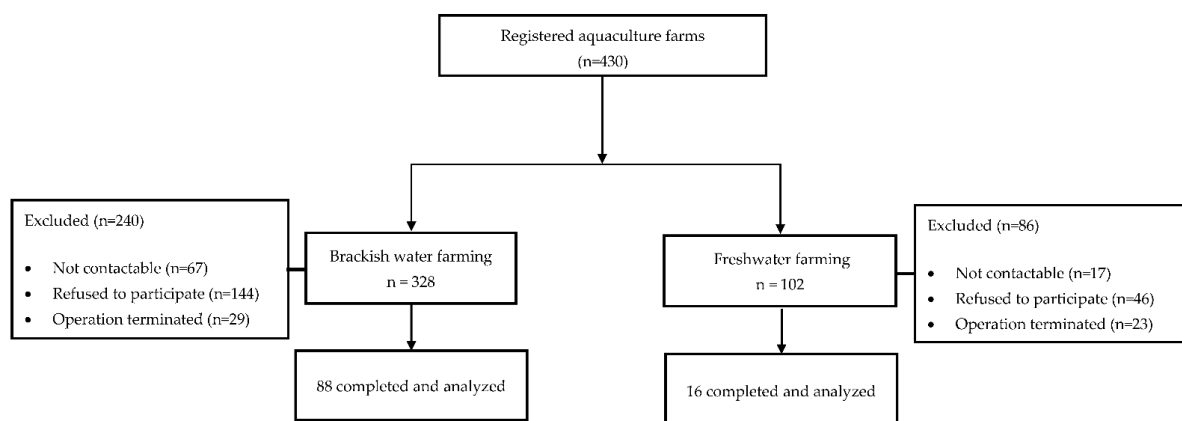 Registered aquaculture farms
(n=430)
Excluded (n=240)
• Not contactable (n=67)
• Refused to participate (n=144)
• Operation terminated (n=29)
Brackish water farming
n = 328
Freshwater farming
n = 102
Excluded (n=86)
• Not contactable (n=17)
• Refused to participate (n=46)
• Operation terminated (n=23)
88 completed and analyzed
16 completed and analyzed